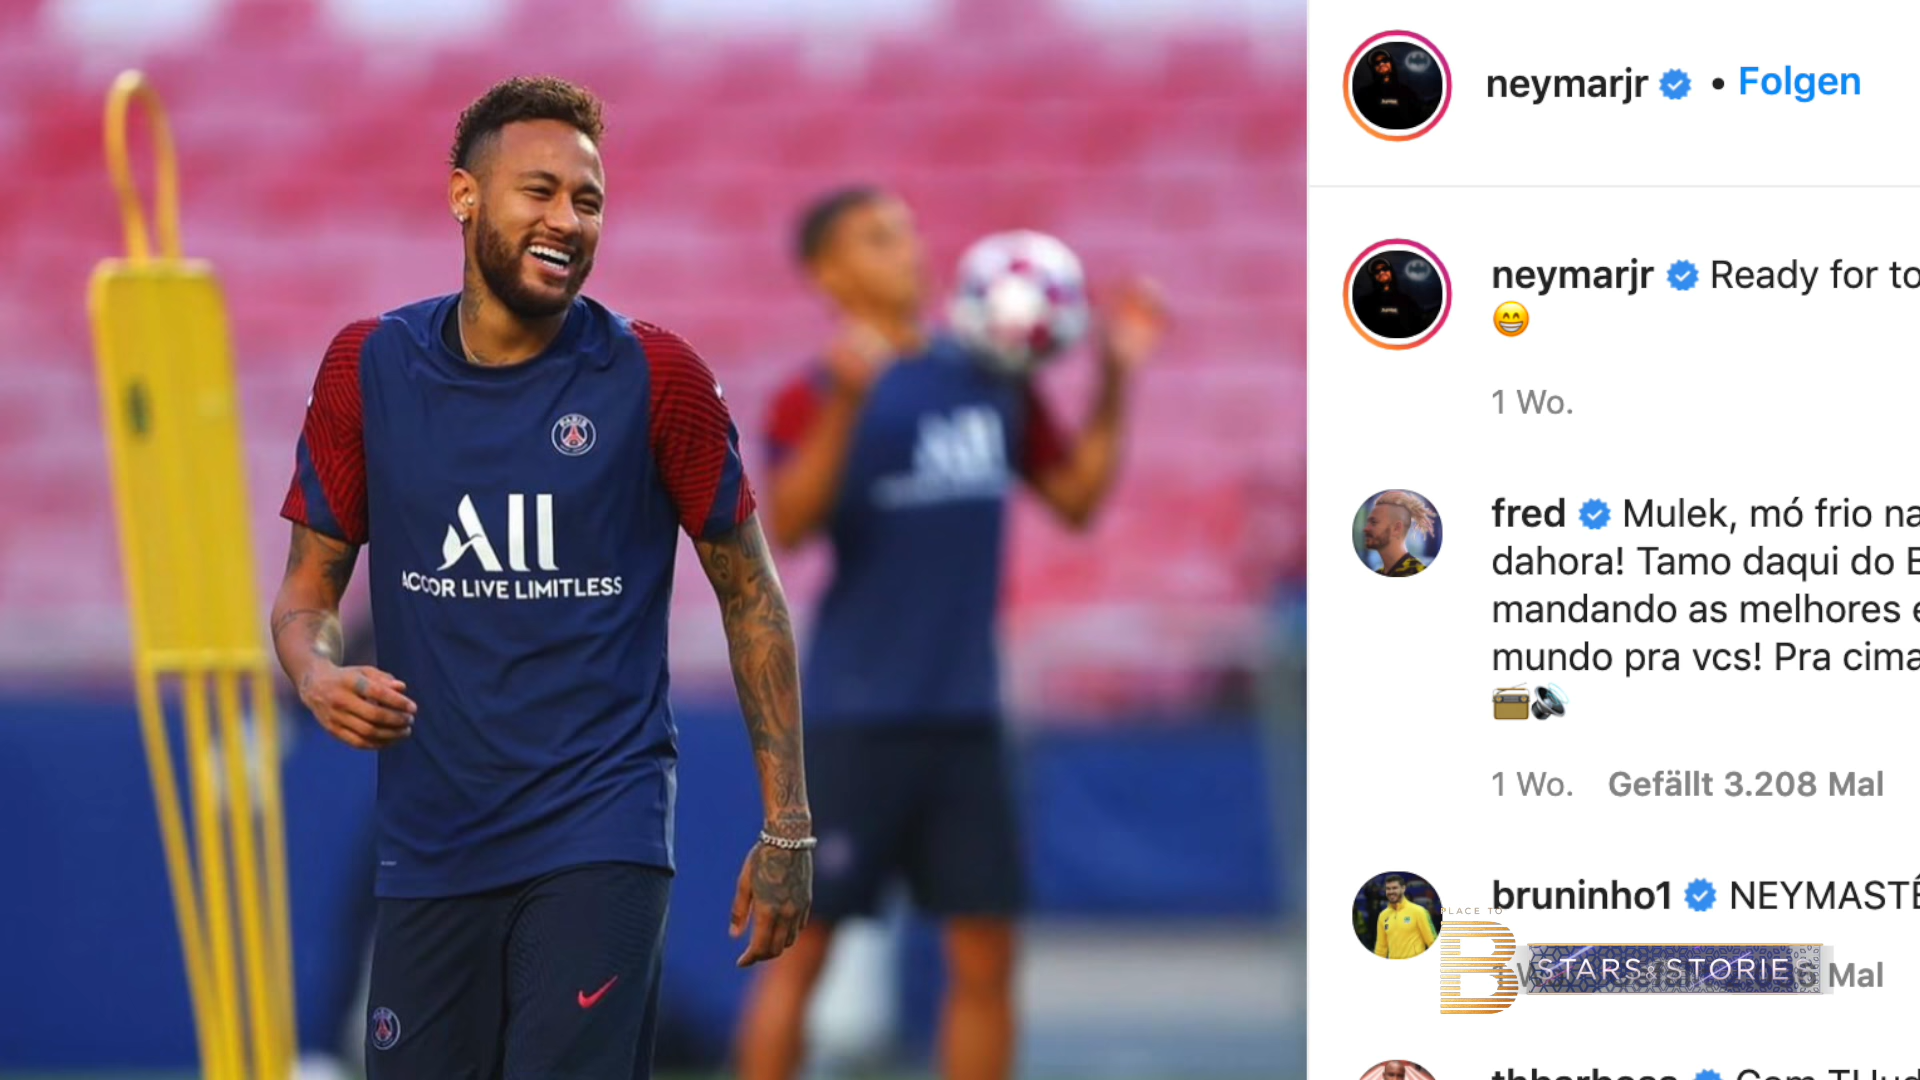 neymarjr • Folgen
neymarjr Ready for to
😁
1 Wo.
fred Mulek, mó frio na
dahora! Tamo daqui do
mandando as melhores e
mundo pra vcs! Pra cima
📻🔊
1 Wo. Gefällt 3.208 Mal
bruninho1 NEYMASTÊ
PLACE TO
B
STARS & STORIES
Mal
PARIS
ALL
ACCOR LIVE LIMITLESS